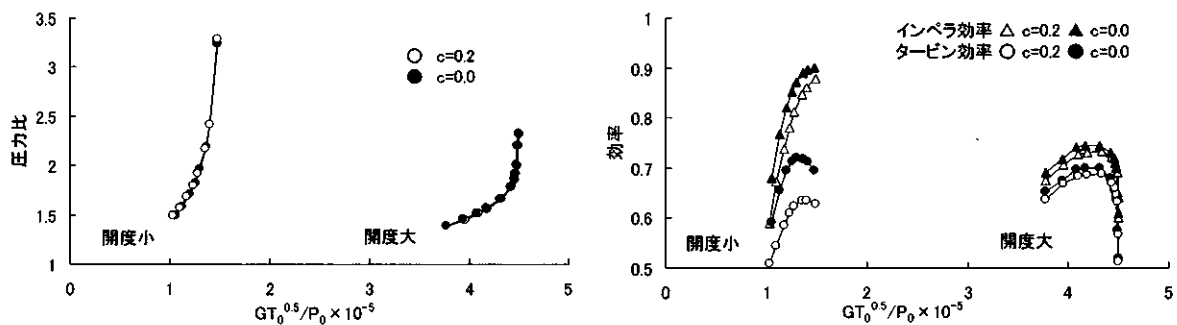 3.5
3
2.5
2
1.5
1
圧力比
c=0.2
c=0.0
開度小
開度大
0 1 2 3 4 5
GT₀^0.5/P₀ × 10⁻⁵
インペラ効率 △ c=0.2 ▲ c=0.0
タービン効率 ○ c=0.2 ● c=0.0
1
0.9
0.8
0.7
0.6
0.5
効率
開度小
開度大
0 1 2 3 4 5
GT₀^0.5/P₀ × 10⁻⁵